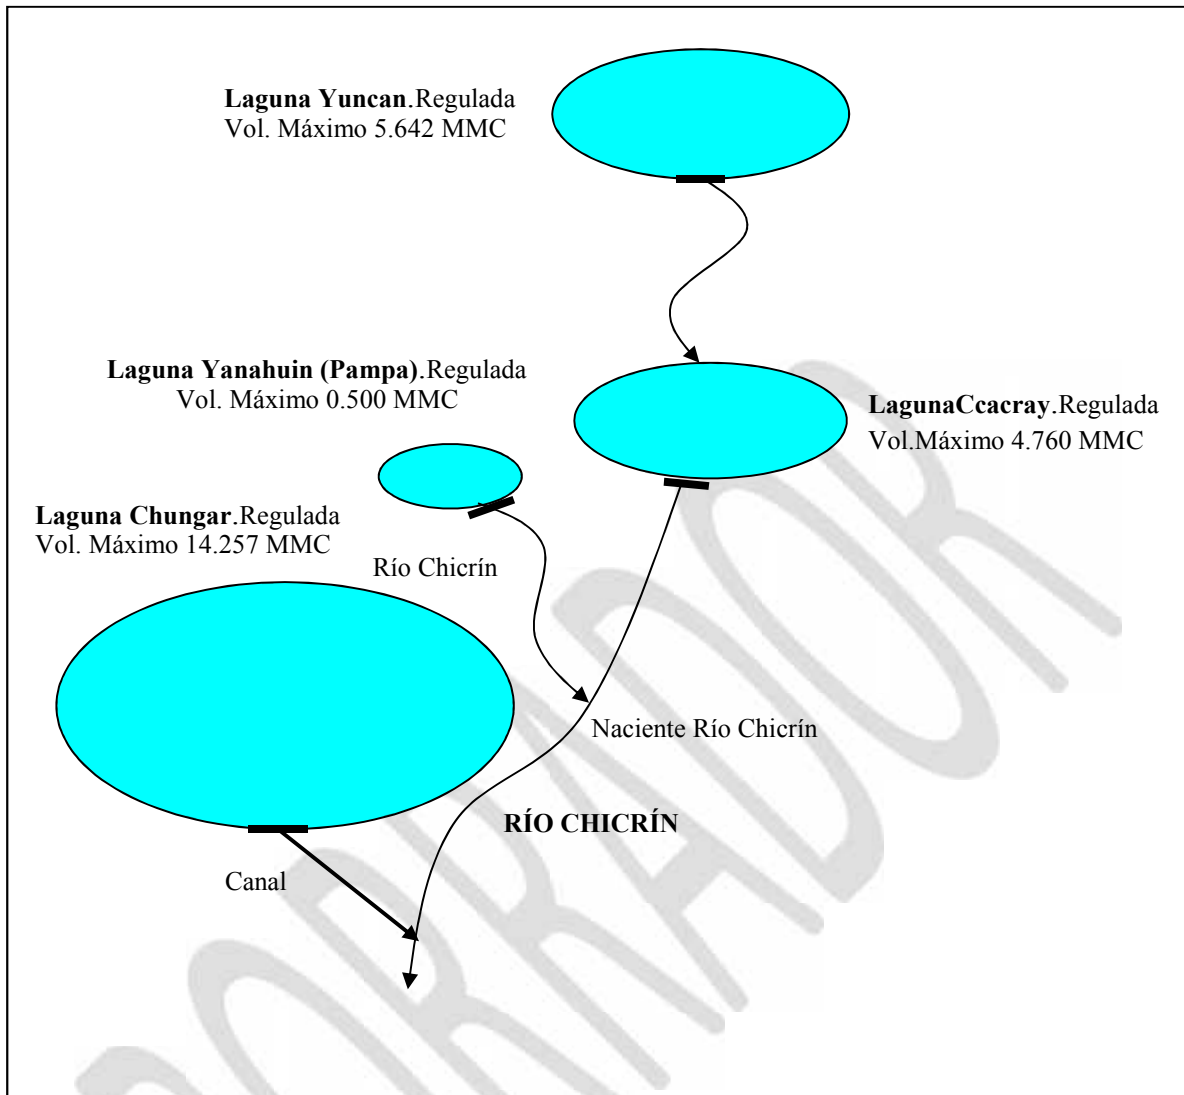 Laguna Yuncan.Regulada
Vol. Máximo 5.642 MMC
Laguna Yanahuin (Pampa).Regulada
Vol. Máximo 0.500 MMC
LagunaCcacray.Regulada
Vol.Máximo 4.760 MMC
Laguna Chungar.Regulada
Vol. Máximo 14.257 MMC
Río Chicrín
Naciente Río Chicrín
RÍO CHICRÍN
Canal